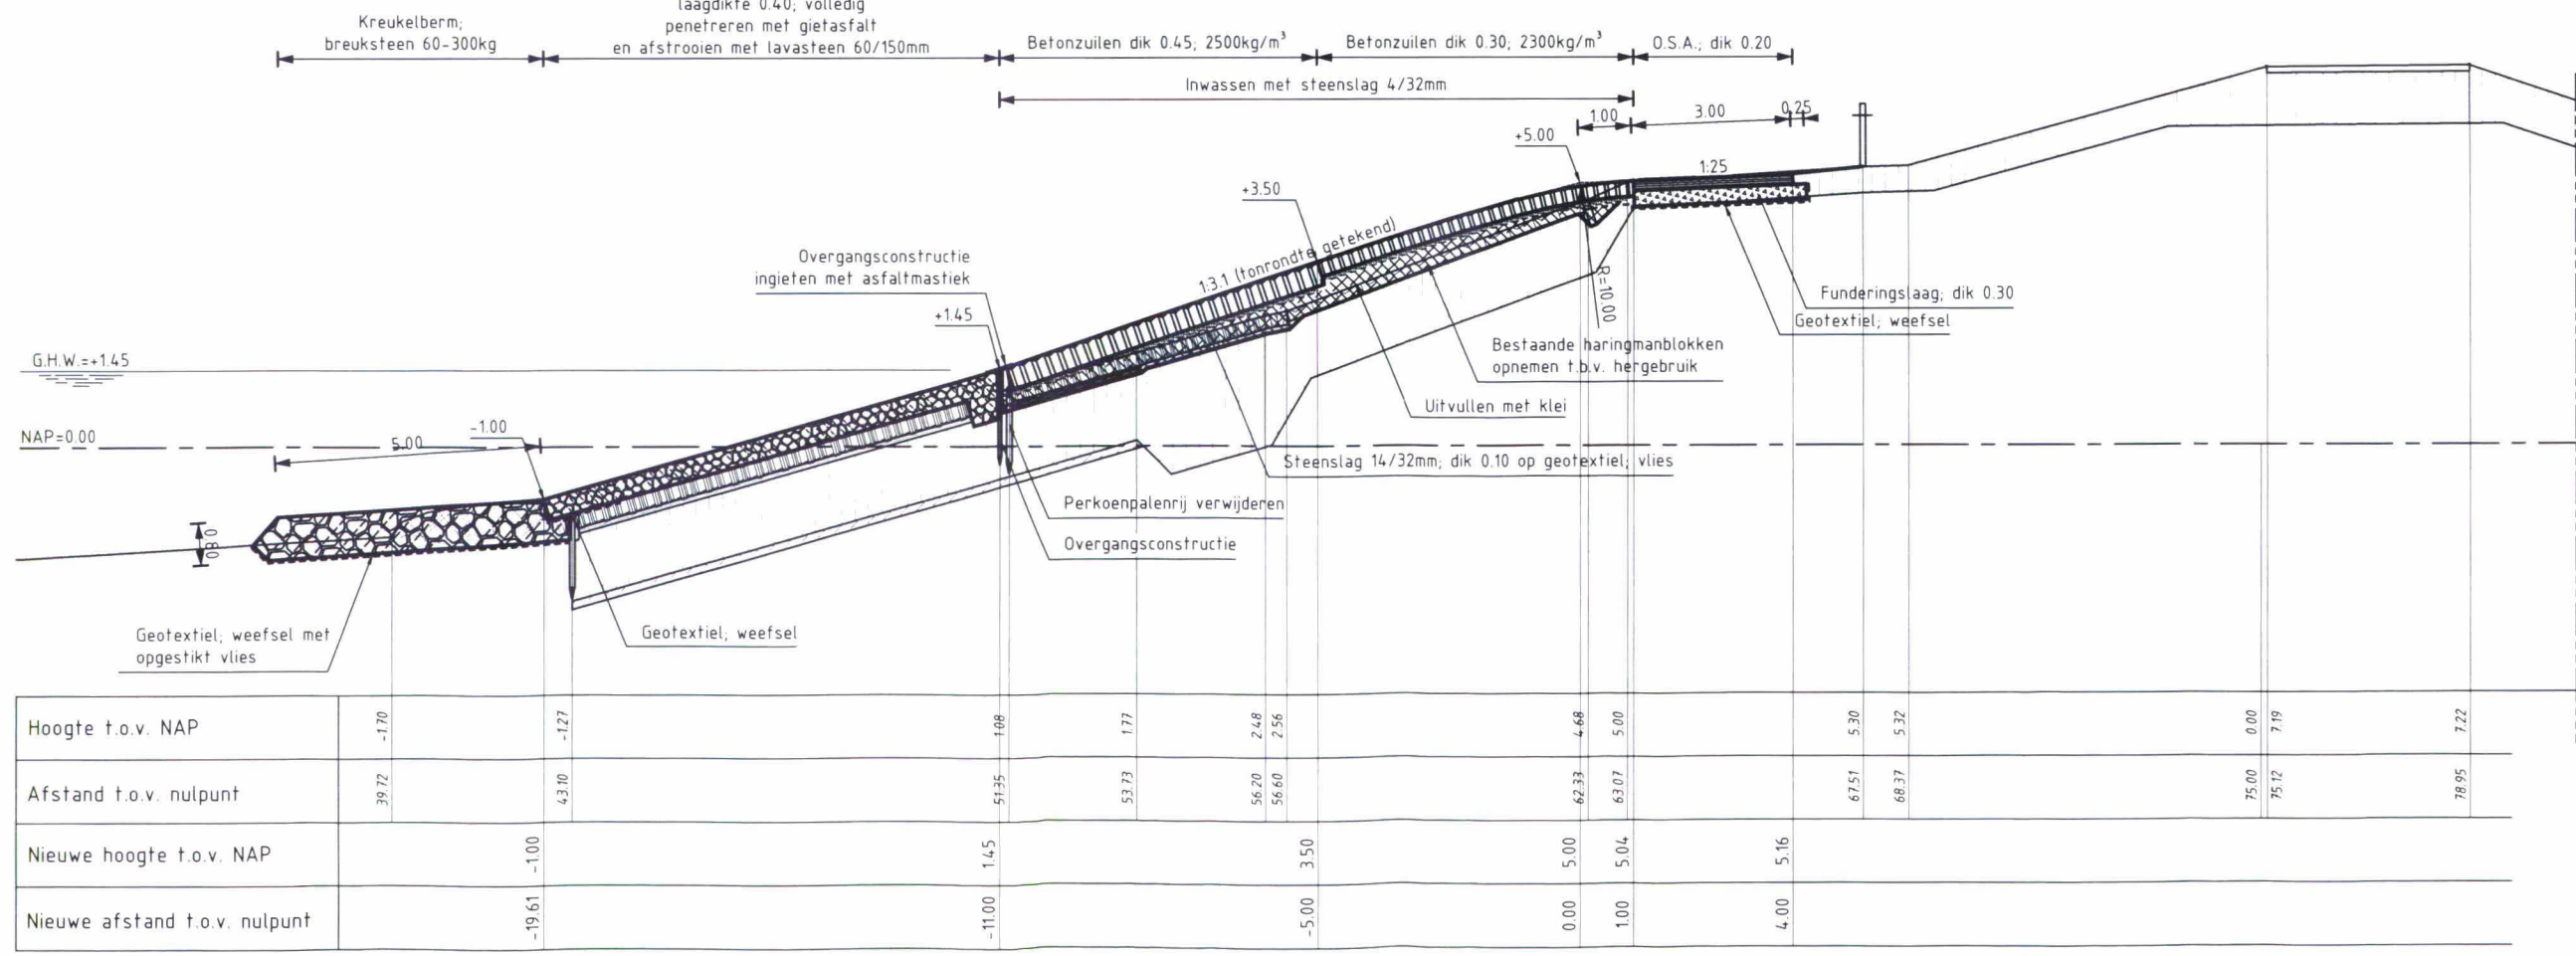 laagdikte 0.40; volledig
penetreren met gietasfalt
en afstrooien met lavasteen 60/150mm
Kreukelberm;
breuksteen 60-300kg
Betonzuilen dik 0.45; 2500kg/m³
Betonzuilen dik 0.30; 2300kg/m³
O.S.A.; dik 0.20
Inwassen met steenslag 4/32mm
1.00
3.00
0.25
+5.00
1:25
+3.50
1:3.1 (tonrondte getekend)
Overgangsconstructie
ingieten met asfaltmastiek
+1.45
R=10.00
Funderingslaag; dik 0.30
Geotextiel; weefsel
G.H.W.=+1.45
Bestaande haringmanblokken
opnemen t.b.v. hergebruik
Uitvullen met klei
NAP=0.00
5.00
-1.00
Steenslag 14/32mm; dik 0.10 op geotextiel; vlies
Perkoenpalenrij verwijderen
Overgangsconstructie
0.80
Geotextiel; weefsel met
opgestikt vlies
Geotextiel; weefsel
Hoogte t.o.v. NAP -1.70 -1.27 1.08 1.77 2.48 2.56 4.68 5.00 5.30 5.32 0.00 7.19 7.22
Afstand t.o.v. nulpunt 39.72 43.10 51.35 53.73 56.20 56.60 62.33 63.07 67.51 68.37 75.00 75.12 78.95
Nieuwe hoogte t.o.v. NAP -1.00 1.45 3.50 5.00 5.04 5.16
Nieuwe afstand t.o.v. nulpunt -19.61 -11.00 -5.00 0.00 1.00 4.00